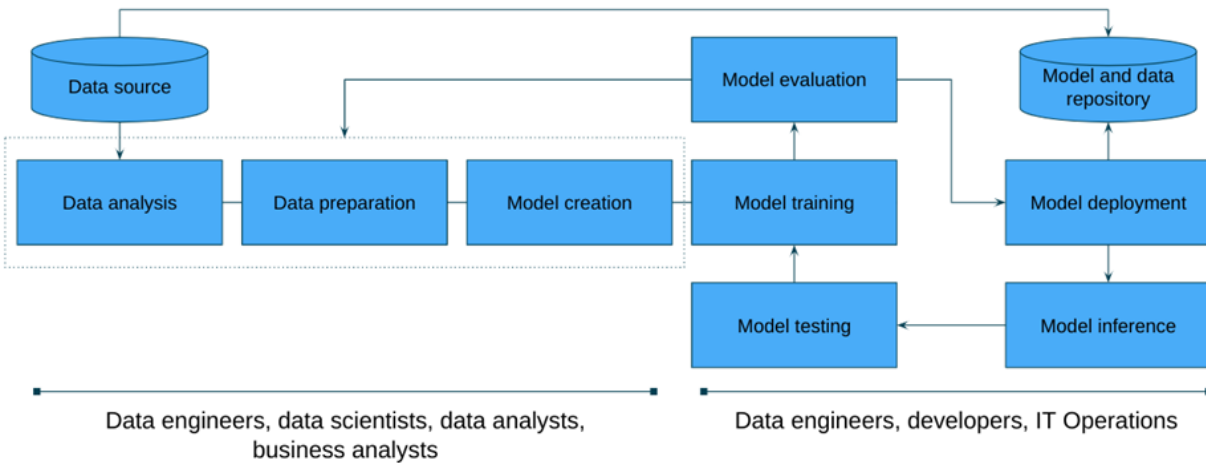 Data source
Model evaluation
Model and data
repository
Data analysis
Data preparation
Model creation
Model training
Model deployment
Model testing
Model inference
Data engineers, data scientists, data analysts,
business analysts
Data engineers, developers, IT Operations